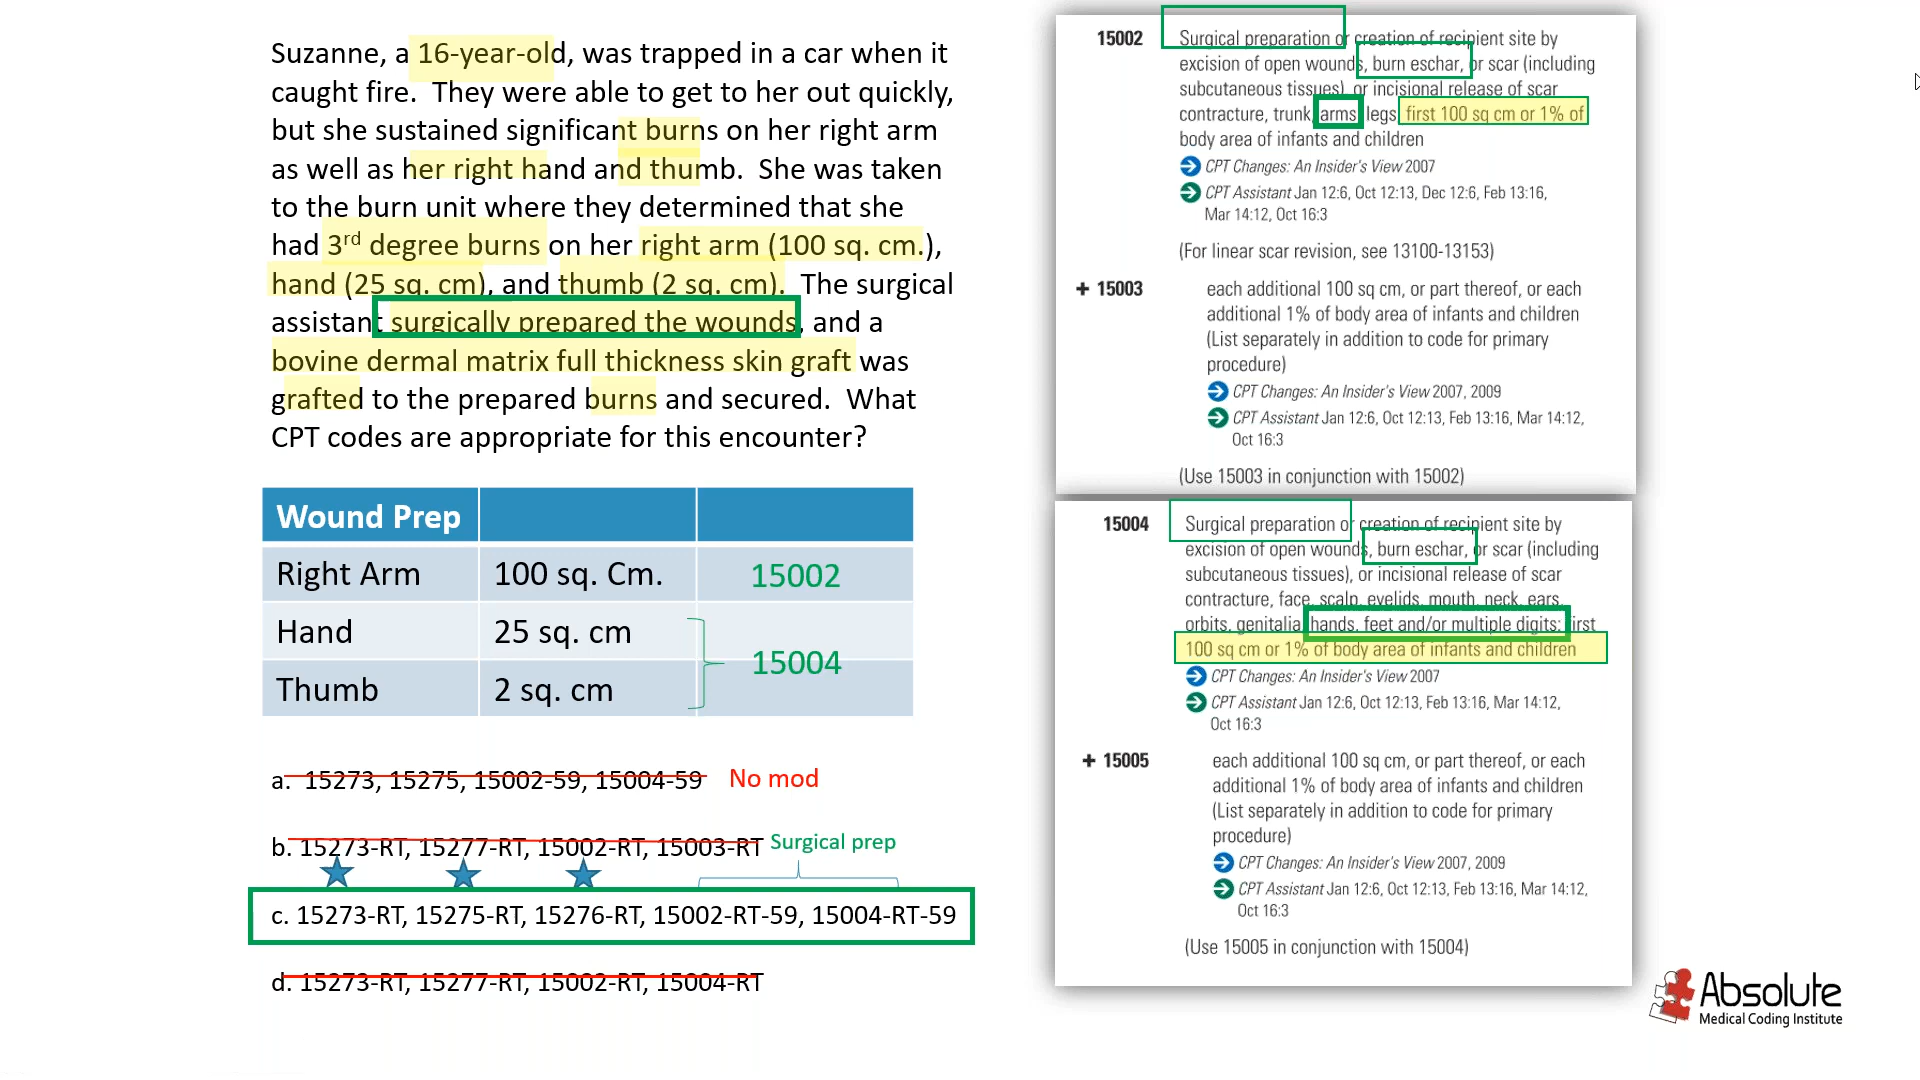 Suzanne, a 16-year-old, was trapped in a car when it
caught fire.  They were able to get to her out quickly,
but she sustained significant burns on her right arm
as well as her right hand and thumb.  She was taken
to the burn unit where they determined that she
had 3rd degree burns on her right arm (100 sq. cm.),
hand (25 sq. cm), and thumb (2 sq. cm).  The surgical
assistant surgically prepared the wounds, and a
bovine dermal matrix full thickness skin graft was
grafted to the prepared burns and secured.  What
CPT codes are appropriate for this encounter?
Wound Prep
Right Arm 100 sq. Cm. 15002
Hand 25 sq. cm
15004
Thumb 2 sq. cm
a. 15273, 15275, 15002-59, 15004-59 No mod
b. 15273-RT, 15277-RT, 15002-RT, 15003-RT Surgical prep
c. 15273-RT, 15275-RT, 15276-RT, 15002-RT-59, 15004-RT-59
d. 15273-RT, 15277-RT, 15002-RT, 15004-RT
15002 Surgical preparation or creation of recipient site by
excision of open wounds, burn eschar, or scar (including
subcutaneous tissues), or incisional release of scar
contracture, trunk, arms, legs; first 100 sq cm or 1% of
body area of infants and children
CPT Changes: An Insider's View 2007
CPT Assistant Jan 12:6, Oct 12:13, Dec 12:6, Feb 13:16,
Mar 14:12, Oct 16:3
(For linear scar revision, see 13100-13153)
+ 15003 each additional 100 sq cm, or part thereof, or each
additional 1% of body area of infants and children
(List separately in addition to code for primary
procedure)
CPT Changes: An Insider's View 2007, 2009
CPT Assistant Jan 12:6, Oct 12:13, Feb 13:16, Mar 14:12,
Oct 16:3
(Use 15003 in conjunction with 15002)
15004 Surgical preparation or creation of recipient site by
excision of open wounds, burn eschar, or scar (including
subcutaneous tissues), or incisional release of scar
contracture, face, scalp, eyelids, mouth, neck, ears,
orbits, genitalia, hands, feet and/or multiple digits; first
100 sq cm or 1% of body area of infants and children
CPT Changes: An Insider's View 2007
CPT Assistant Jan 12:6, Oct 12:13, Feb 13:16, Mar 14:12,
Oct 16:3
+ 15005 each additional 100 sq cm, or part thereof, or each
additional 1% of body area of infants and children
(List separately in addition to code for primary
procedure)
CPT Changes: An Insider's View 2007, 2009
CPT Assistant Jan 12:6, Oct 12:13, Feb 13:16, Mar 14:12,
Oct 16:3
(Use 15005 in conjunction with 15004)
Absolute
Medical Coding Institute